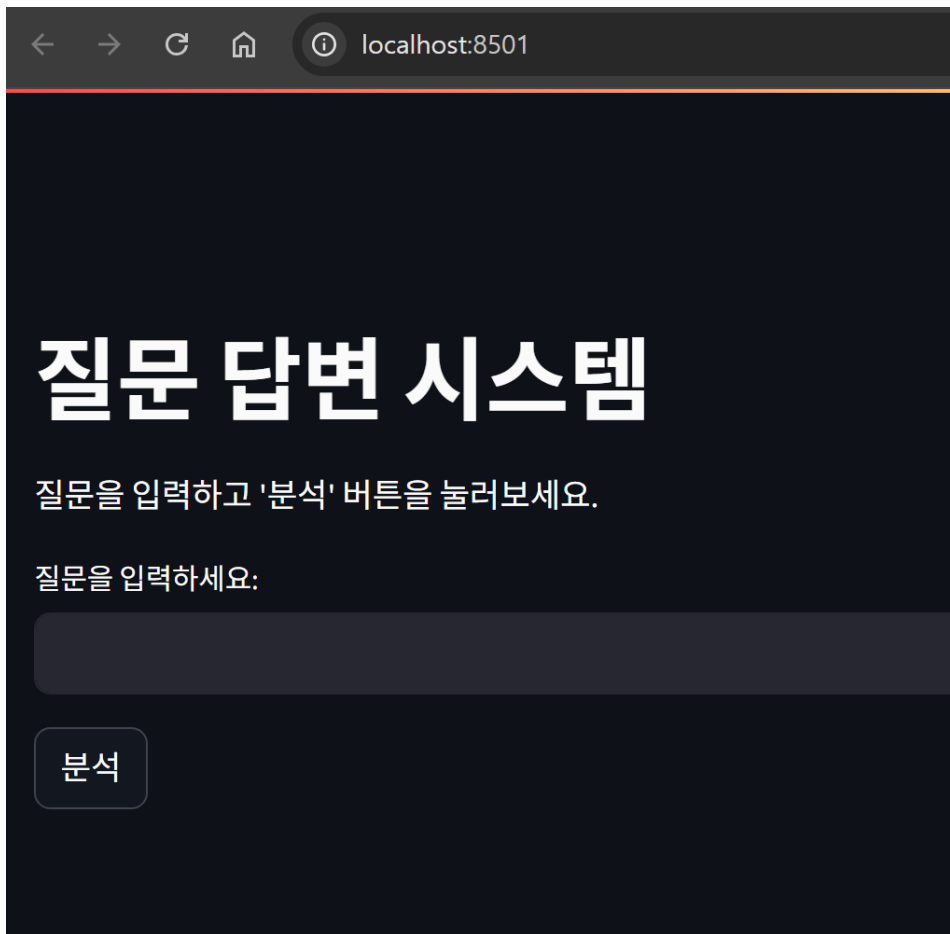 localhost:8501
질문 답변 시스템
질문을 입력하고 '분석' 버튼을 눌러보세요.
질문을 입력하세요:
분석